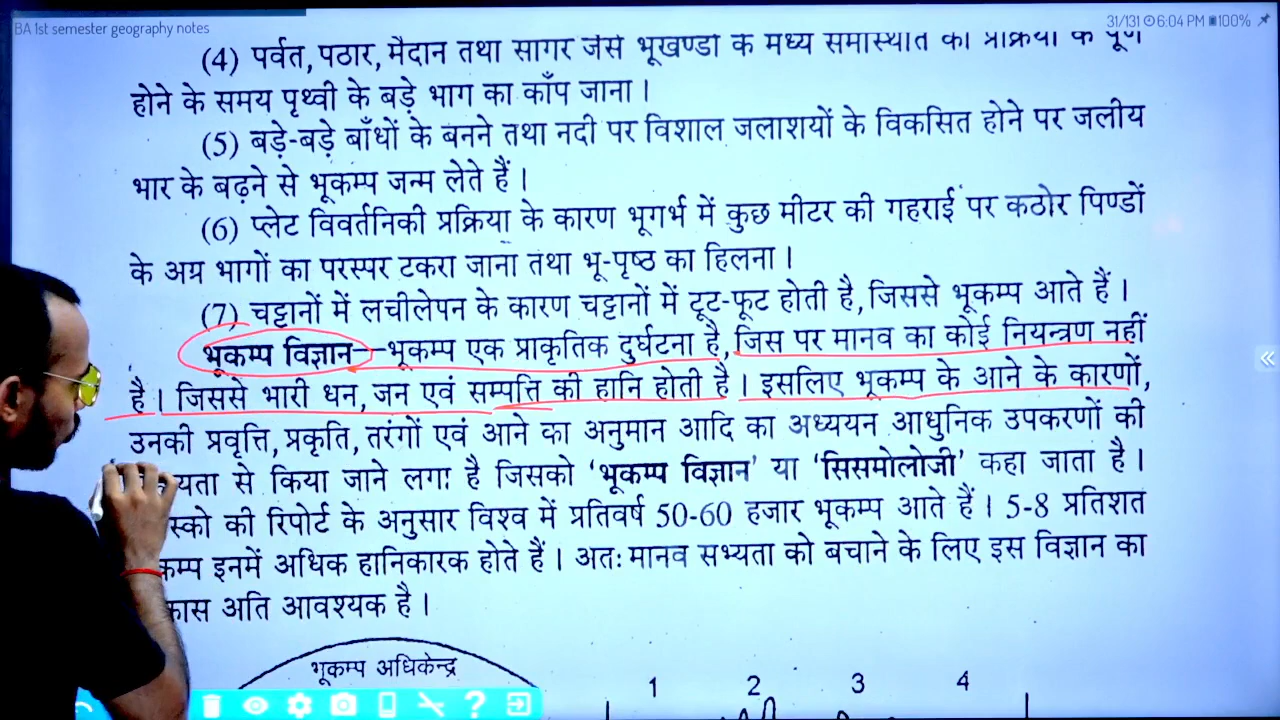 BA 1st semester geography notes
31/131 6:04 PM 100%
(4) पर्वत, पठार, मैदान तथा सागर जैसे भूखण्डों के मध्य समस्थिति की प्रक्रिया के पूर्ण
होने के समय पृथ्वी के बड़े भाग का काँप जाना।
(5) बड़े-बड़े बाँधों के बनने तथा नदी पर विशाल जलाशयों के विकसित होने पर जलीय
भार के बढ़ने से भूकम्प जन्म लेते हैं।
(6) प्लेट विवर्तनिकी प्रक्रिया के कारण भूगर्भ में कुछ मीटर की गहराई पर कठोर पिण्डों
के अग्र भागों का परस्पर टकरा जाना तथा भू-पृष्ठ का हिलना।
(7) चट्टानों में लचीलेपन के कारण चट्टानों में टूट-फूट होती है, जिससे भूकम्प आते हैं।
भूकम्प विज्ञान—भूकम्प एक प्राकृतिक दुर्घटना है, जिस पर मानव का कोई नियन्त्रण नहीं
है। जिससे भारी धन, जन एवं सम्पत्ति की हानि होती है। इसलिए भूकम्प के आने के कारणों,
उनकी प्रवृत्ति, प्रकृति, तरंगों एवं आने का अनुमान आदि का अध्ययन आधुनिक उपकरणों की
यता से किया जाने लगा है जिसको ‘भूकम्प विज्ञान’ या ‘सिसमोलोजी’ कहा जाता है।
स्को की रिपोर्ट के अनुसार विश्व में प्रतिवर्ष 50-60 हजार भूकम्प आते हैं। 5-8 प्रतिशत
कम्प इनमें अधिक हानिकारक होते हैं। अतः मानव सभ्यता को बचाने के लिए इस विज्ञान का
कास अति आवश्यक है।
भूकम्प अधिकेन्द्र
1 2 3 4